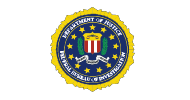 DEPARTMENT OF JUSTICE
FEDERAL BUREAU OF INVESTIGATION